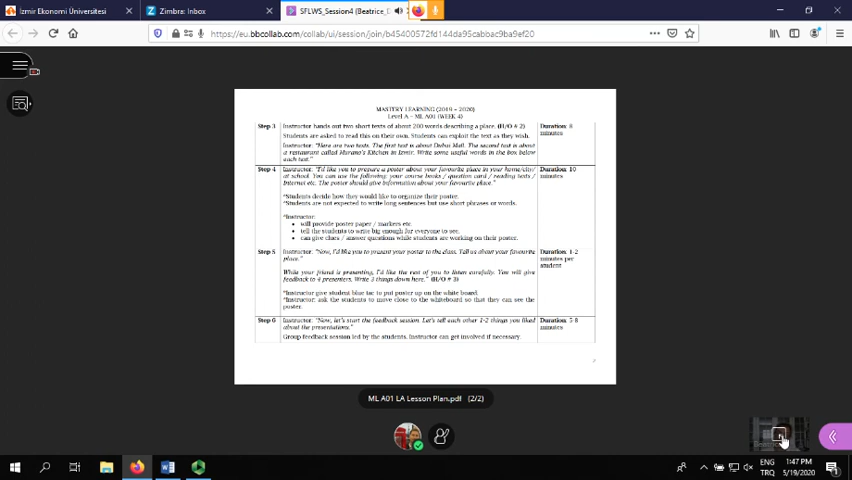 İzmir Ekonomi Üniversitesi
Zimbra: Inbox
SFLWS_Session4 (Beatrice_
https://eu.bbcollab.com/collab/ui/session/join/b45400572fd144da95cabbac9ba9ef20
MASTERY LEARNING (2019 – 2020)
Level A – ML A01 (WEEK 4)
Step 3
Instructor hands out two short texts of about 200 words describing a place. (H/O # 2)
Duration: 8
minutes
Students are asked to read this on their own. Students can exploit the text as they wish.
Instructor: "Here are two texts. The first text is about Dubai Mall. The second text is about
a restaurant called Murano's Kitchen in Izmir. Write some useful words in the box below
each text."
Step 4
Instructor: "I'd like you to prepare a poster about your favourite place in your home/city/
Duration: 10
minutes
at school. You can use the following: your course books / question card / reading texts /
Internet etc. The poster should give information about your favourite place."
*Students decide how they would like to organize their poster.
*Students are not expected to write long sentences but use short phrases or words.
*Instructor:
• will provide poster paper / markers etc.
• tell the students to write big enough for everyone to see.
• can give clues / answer questions while students are working on their poster.
Step 5
Instructor: "Now, I'd like you to present your poster to the class. Tell us about your favourite
place."
Duration: 1-2
minutes per
student
While your friend is presenting, I'd like the rest of you to listen carefully. You will give
feedback to 4 presenters. Write 3 things down here." (H/O # 3)
*Instructor give student blue tac to put poster up on the white board.
*Instructor: ask the students to move close to the whiteboard so that they can see the
poster.
Step 6
Instructor: "Now, let's start the feedback session. Let's tell each other 1-2 things you liked
about the presentations."
Duration: 5-8
minutes
Group feedback session led by the students. Instructor can get involved if necessary.
ML A01 LA Lesson Plan.pdf (2/2)
ENG
TRQ
1:47 PM
5/19/2020